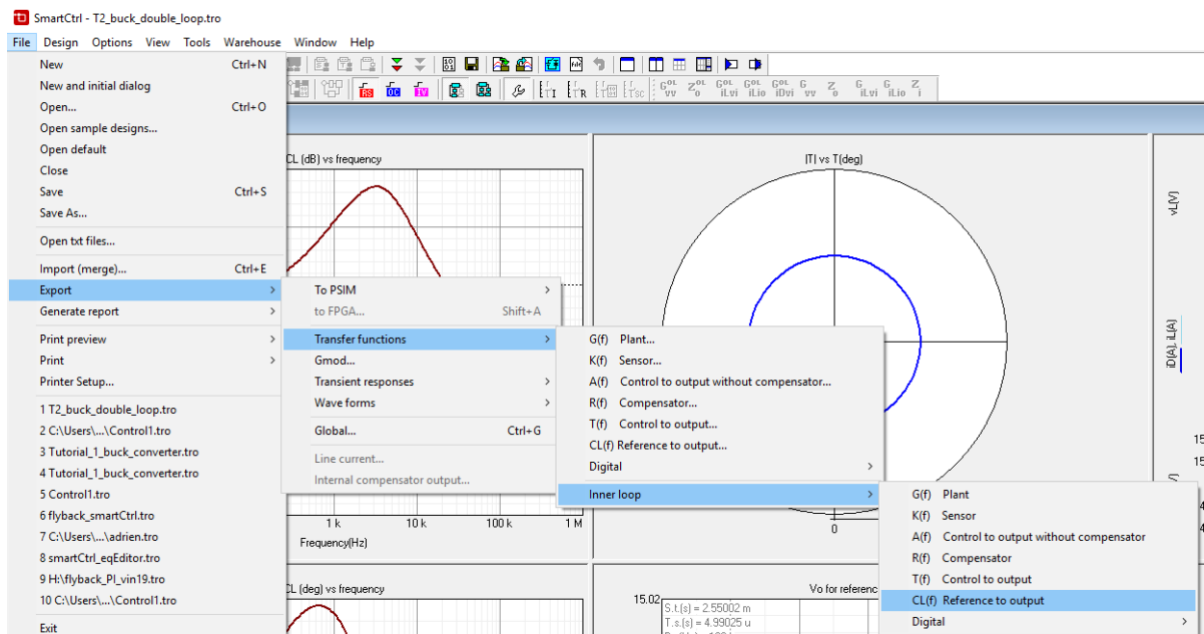 SmartCtrl - T2_buck_double_loop.tro
File Design Options View Tools Warehouse Window Help
New Ctrl+N
New and initial dialog
Open... Ctrl+O
Open sample designs...
Open default
Close
Save Ctrl+S
Save As...
Open txt files...
Import (merge)... Ctrl+E
Export
Generate report
Print preview
Print
Printer Setup...
1 T2_buck_double_loop.tro
2 C:\Users\...\Control1.tro
3 Tutorial_1_buck_converter.tro
4 Tutorial_1_buck_converter.tro
5 Control1.tro
6 flyback_smartCtrl.tro
7 C:\Users\...\adrien.tro
8 smartCtrl_eqEditor.tro
9 H:\flyback_PI_vin19.tro
10 C:\Users\...\Control1.tro
Exit
To PSIM
to FPGA... Shift+A
Transfer functions
Gmod...
Transient responses
Wave forms
Global... Ctrl+G
Line current...
Internal compensator output...
G(f) Plant...
K(f) Sensor...
A(f) Control to output without compensator...
R(f) Compensator...
T(f) Control to output...
CL(f) Reference to output...
Digital
Inner loop
G(f) Plant
K(f) Sensor
A(f) Control to output without compensator
R(f) Compensator
T(f) Control to output
CL(f) Reference to output
Digital
CL (dB) vs frequency
1 k 10 k 100 k 1 M
Frequency(Hz)
CL (deg) vs frequency
|T| vs T(deg)
0
Vo for referenc
15.02
S.t.(s) = 2.55002 m
T.s.(s) = 4.99025 u
vL(V)
iD(A), iL(A)
15
15